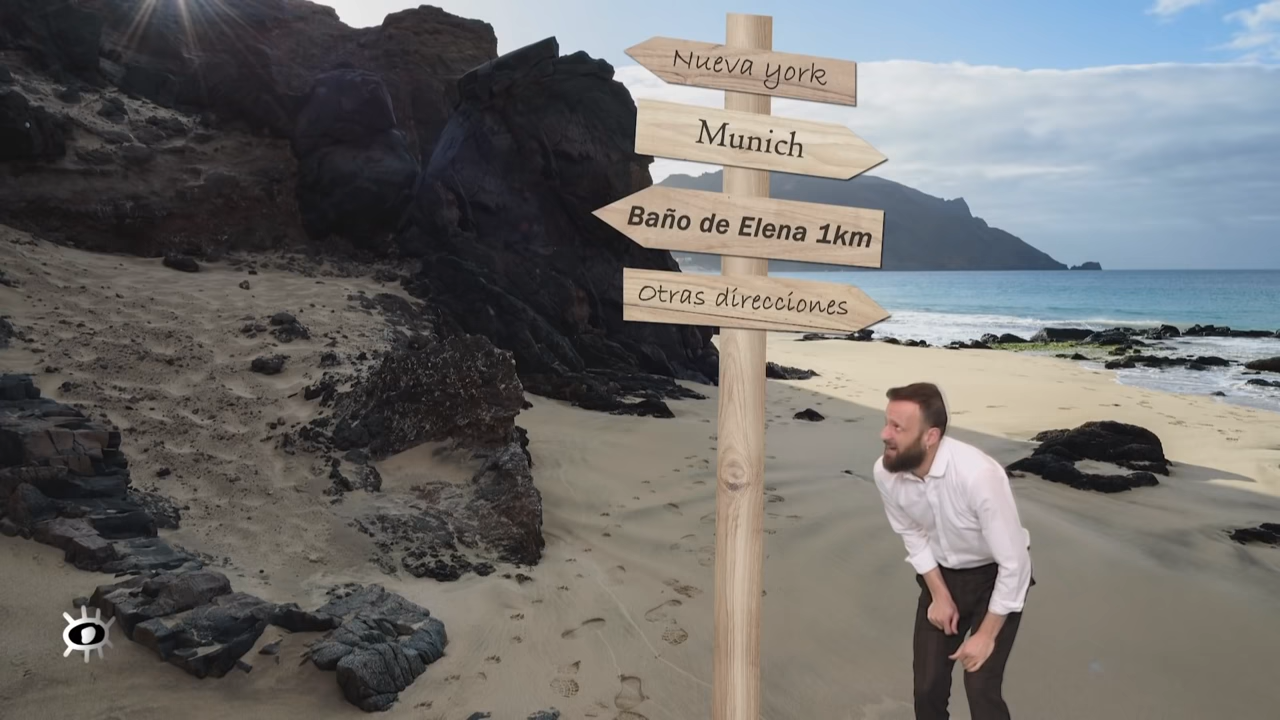 Nueva york
Munich
Baño de Elena 1km
Otras direcciones